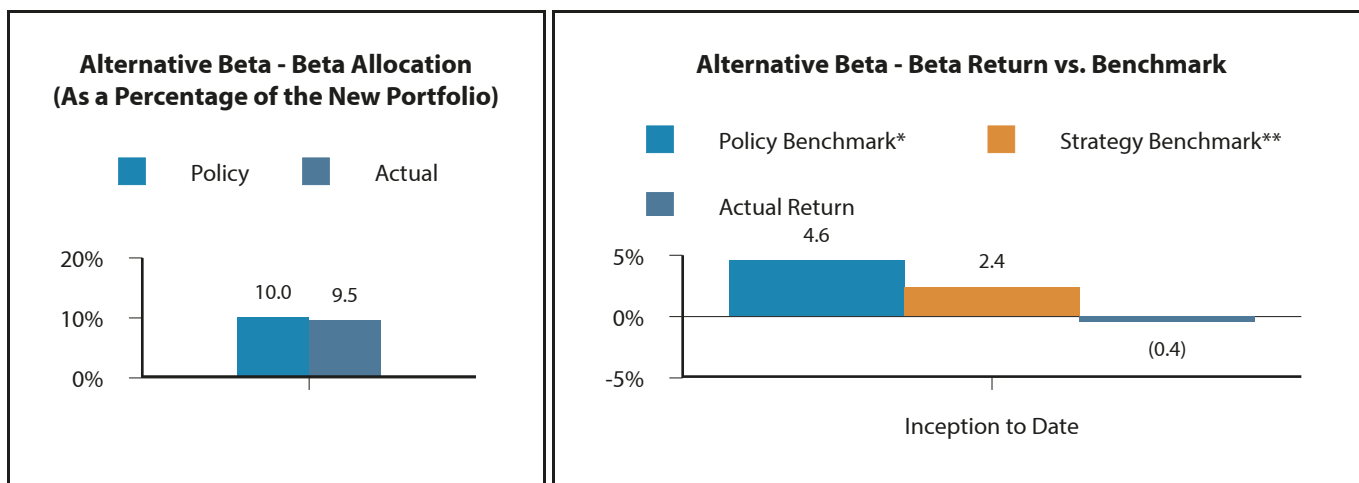 Alternative Beta - Beta Allocation
(As a Percentage of the New Portfolio)
Policy
Actual
20%
10%
0%
10.0
9.5
Alternative Beta - Beta Return vs. Benchmark
Policy Benchmark*
Strategy Benchmark**
Actual Return
4.6
2.4
(0.4)
5%
0%
-5%
Inception to Date